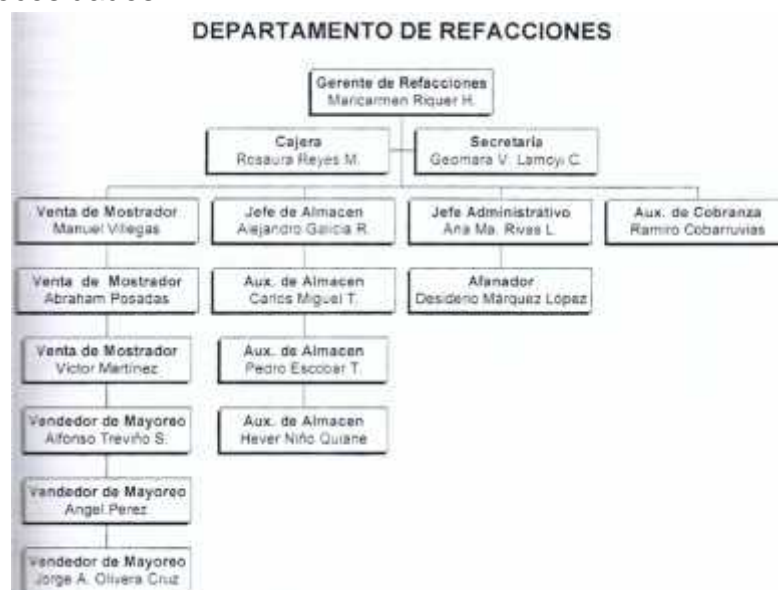 DEPARTAMENTO DE REFACCIONES
Gerente de Refacciones
Maricarmen Riquer H.
Cajera
Rosaura Reyes M.
Secretaria
Geomara V. Lamoyi C.
Venta de Mostrador
Manuel Villegas
Jefe de Almacen
Alejandro Galicia R.
Jefe Administrativo
Ana Ma. Rivas L.
Aux. de Cobranza
Ramiro Cobarruvias
Venta de Mostrador
Abraham Posadas
Aux. de Almacen
Carlos Miguel T.
Afanador
Desiderio Márquez López
Venta de Mostrador
Victor Martinez
Aux. de Almacen
Pedro Escobar T.
Vendedor de Mayoreo
Alfonso Treviño S.
Aux. de Almacen
Hever Niño Quiane
Vendedor de Mayoreo
Angel Perez
Vendedor de Mayoreo
Jorge A. Olivera Cruz